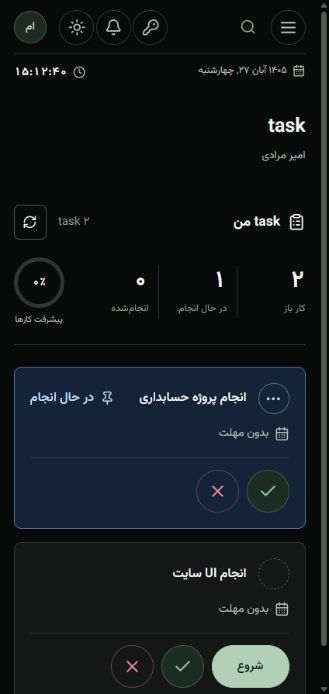 ام
۱۴۰۵ آبان ۲۷, چهارشنبه
۱۵:۱۲:۴۰
task
امیر مرادی
task من
۲ task
۲
کار باز
۱
در حال انجام
۰
انجام‌شده
۰٪
پیشرفت کارها
انجام پروژه حسابداری
در حال انجام
بدون مهلت
انجام UI سایت
بدون مهلت
شروع